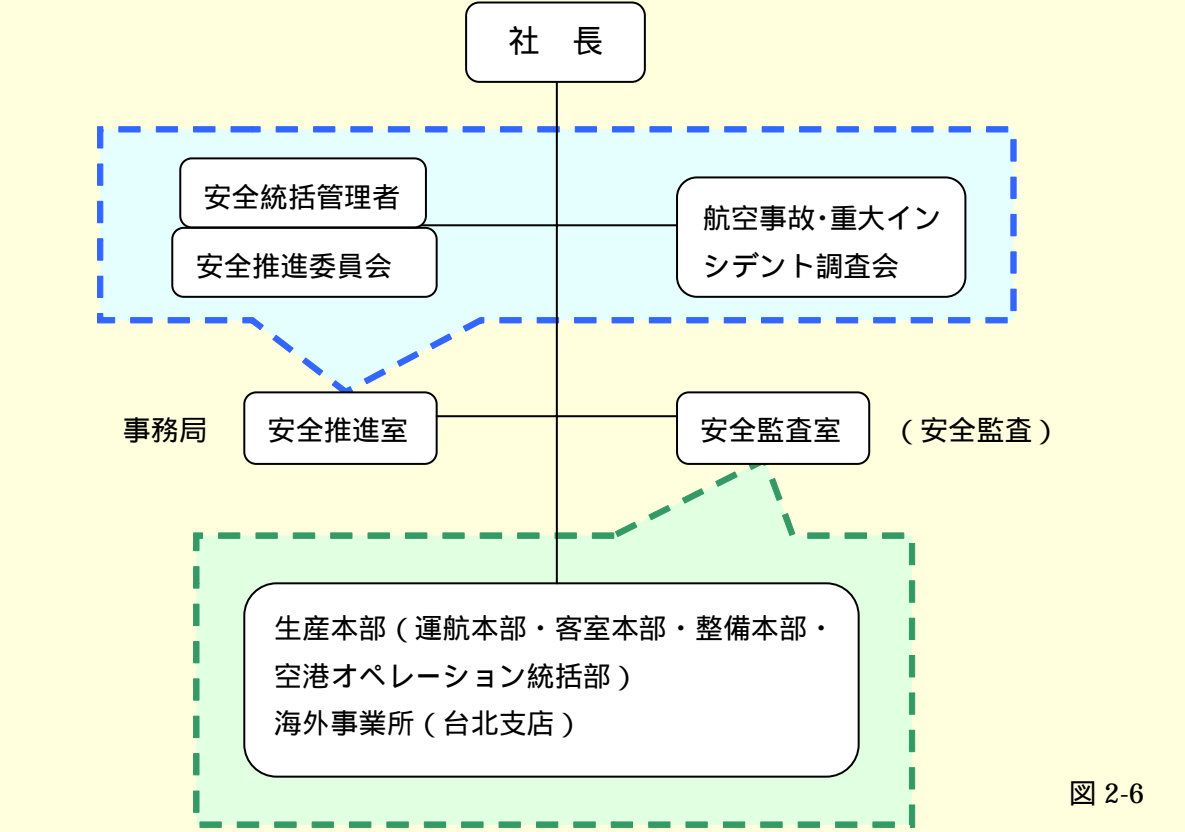 社　長
安全統括管理者
安全推進委員会
航空事故・重大イン
シデント調査会
事務局
安全推進室
安全監査室
（安全監査）
生産本部（運航本部・客室本部・整備本部・
空港オペレーション統括部）
海外事業所（台北支店）
図 2-6